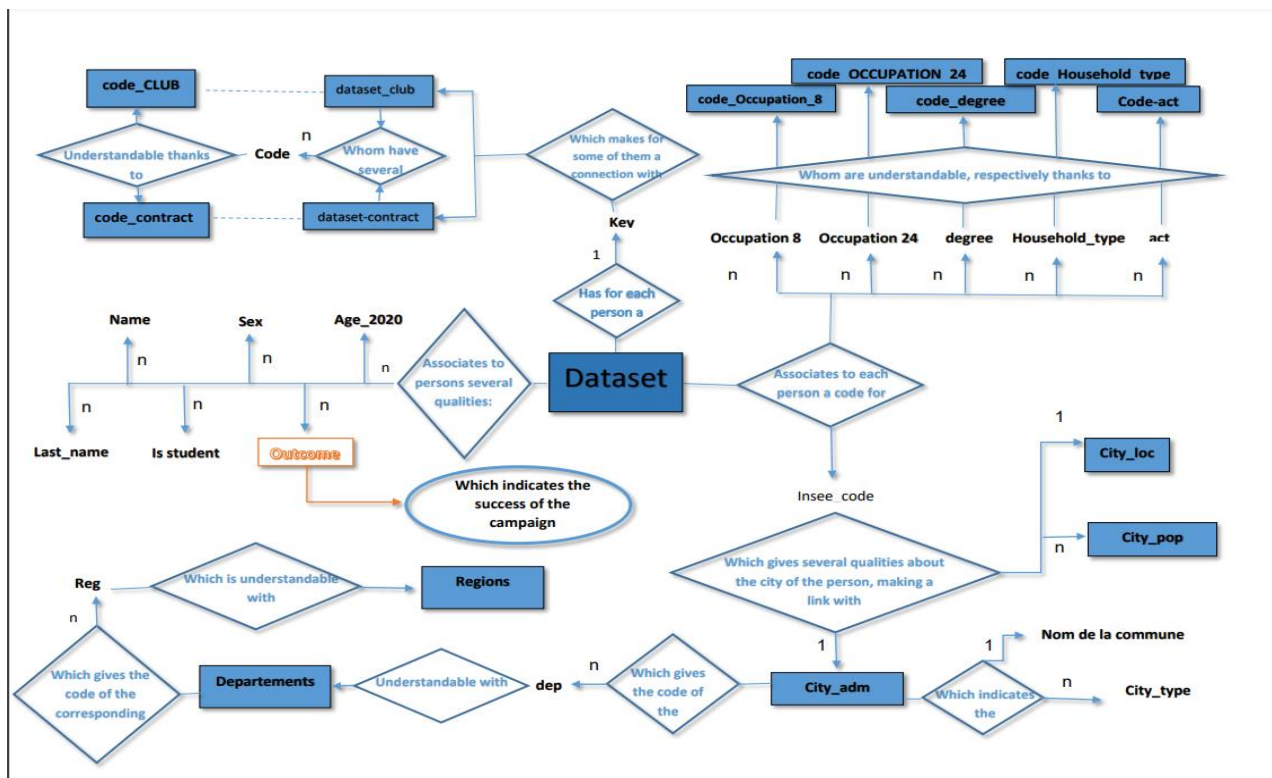 code_CLUB
dataset_club
code_OCCUPATION_24
code_Household_type
code_Occupation_8
code_degree
Code-act
Understandable thanks
to
Code
n
Whom have
several
Which makes for
some of them a
connection with
Whom are understandable, respectively thanks to
code_contract
dataset-contract
Key
1
Occupation 8
Occupation 24
degree
Household_type
act
n
n
n
n
n
Has for each
person a
Name
Sex
Age_2020
n
n
n
Associates to
persons several
qualities:
Dataset
Associates to each
person a code for
n
n
n
Last_name
Is student
Outcome
Which indicates the
success of the
campaign
1
City_loc
Insee_code
n
City_pop
Which gives several qualities about
the city of the person, making a
link with
Reg
Which is understandable
with
Regions
n
1
Nom de la commune
1
Which gives the
code of the
corresponding
Departements
Understandable with
dep
n
Which gives
the code of
the
City_adm
Which indicates
the
n
City_type